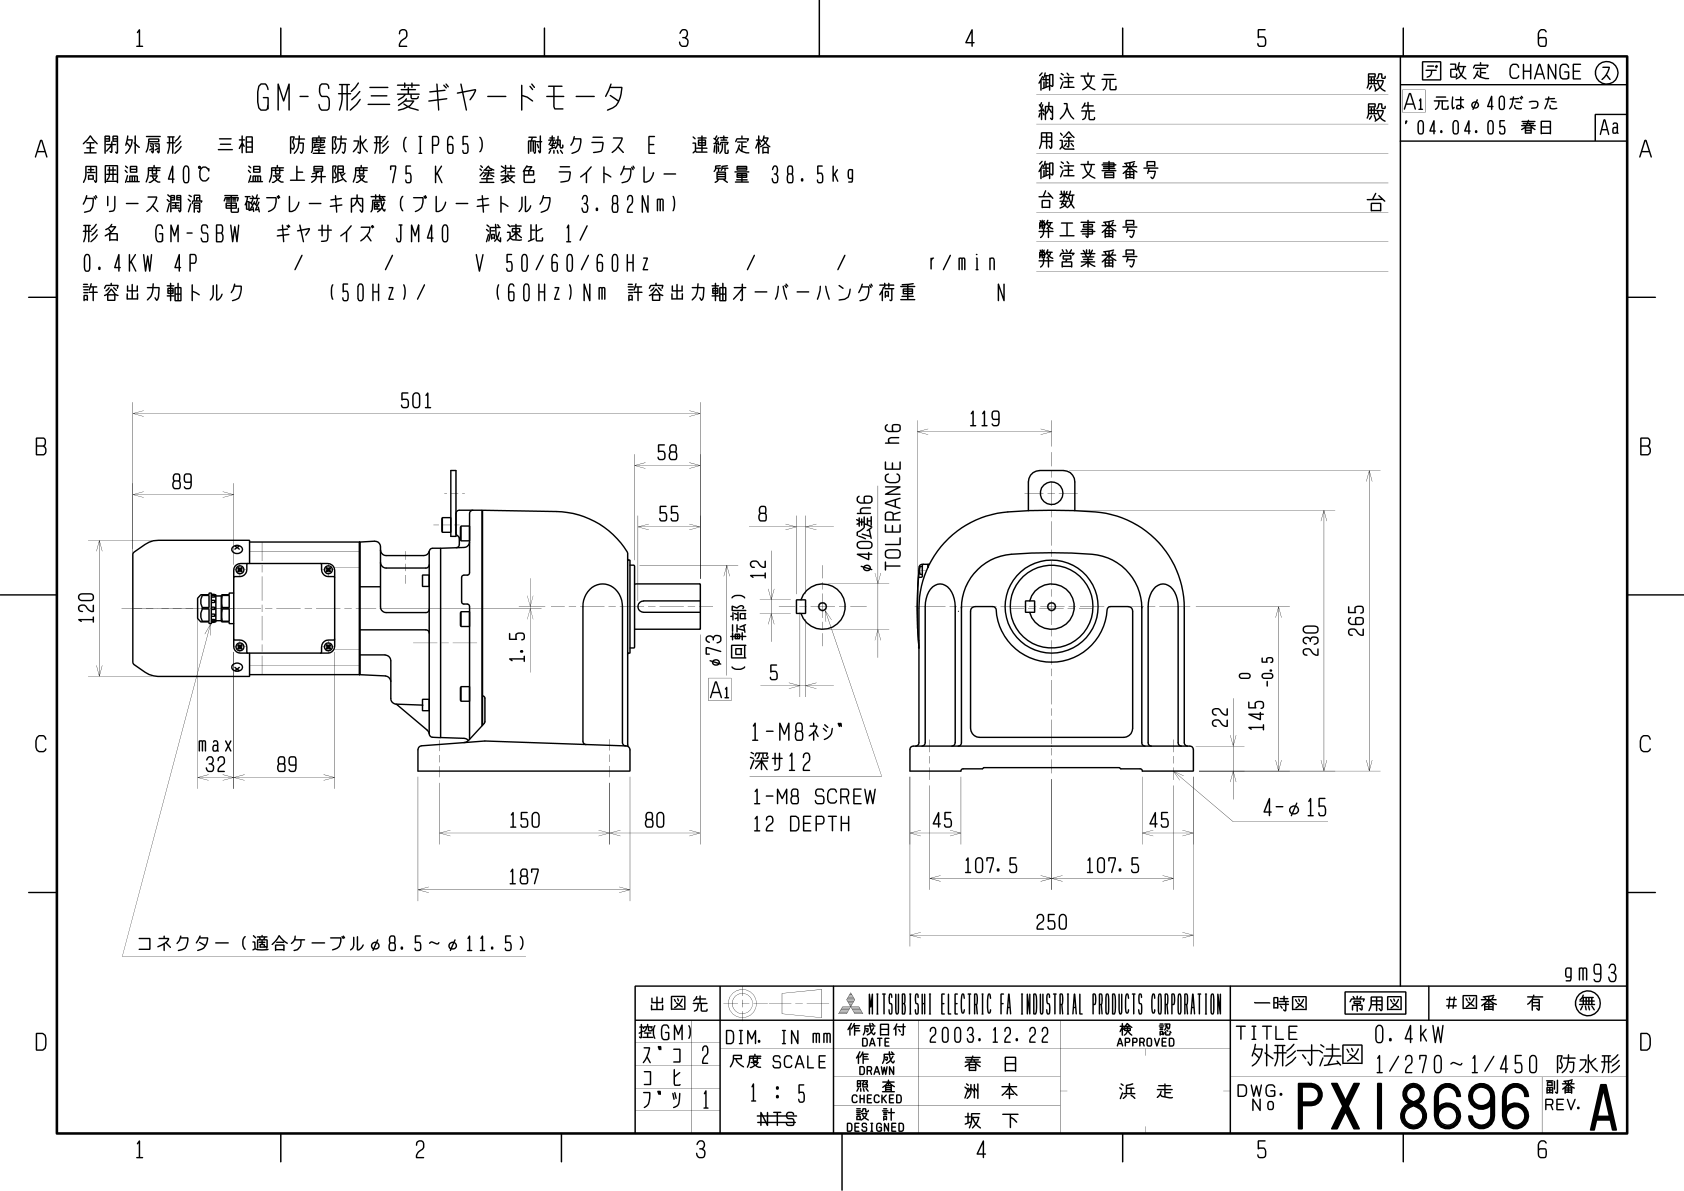 1 2 3 4 5 6
GM-S形三菱ギヤードモータ
全閉外扇形 三相 防塵防水形(IP65) 耐熱クラス E 連続定格
周囲温度40℃ 温度上昇限度 75 K 塗装色 ライトグレー 質量 38.5kg
グリース潤滑 電磁ブレーキ内蔵(ブレーキトルク 3.82Nm)
形名 GM-SBW ギヤサイズ JM40 減速比 1/
0.4KW 4P / / V 50/60/60Hz / / r/min
許容出力軸トルク (50Hz)/ (60Hz)Nm 許容出力軸オーバーハング荷重 N
御注文元 殿
納入先 殿
用途
御注文書番号
台数 台
弊工事番号
弊営業番号
デ 改定 CHANGE ス
A1 元はφ40だった
'04.04.05 春日 Aa
A A
B B
C C
D D
501
58
89
55
120
1.5
φ73
(回転部)
A1
max
32
89
150
80
187
コネクター(適合ケーブルφ8.5~φ11.5)
8
12
5
φ40公差h6
TOLERANCE h6
1-M8ネジ
深サ12
1-M8 SCREW
12 DEPTH
119
265
230
145 0 -0.5
22
4-φ15
45
45
107.5
107.5
250
gm93
出図先
控(GM)
ズコ 2
コヒ
ブツ 1
DIM. IN mm
尺度 SCALE
1:5
NTS
MITSUBISHI ELECTRIC FA INDUSTRIAL PRODUCTS CORPORATION
作成日付 DATE 2003.12.22
作成 DRAWN 春日
照査 CHECKED 洲本
設計 DESIGNED 坂下
検認 APPROVED
浜走
一時図 常用図 #図番 有 無
TITLE 0.4kW
外形寸法図 1/270~1/450 防水形
DWG. No PX18696
副番 REV. A
1 2 3 4 5 6